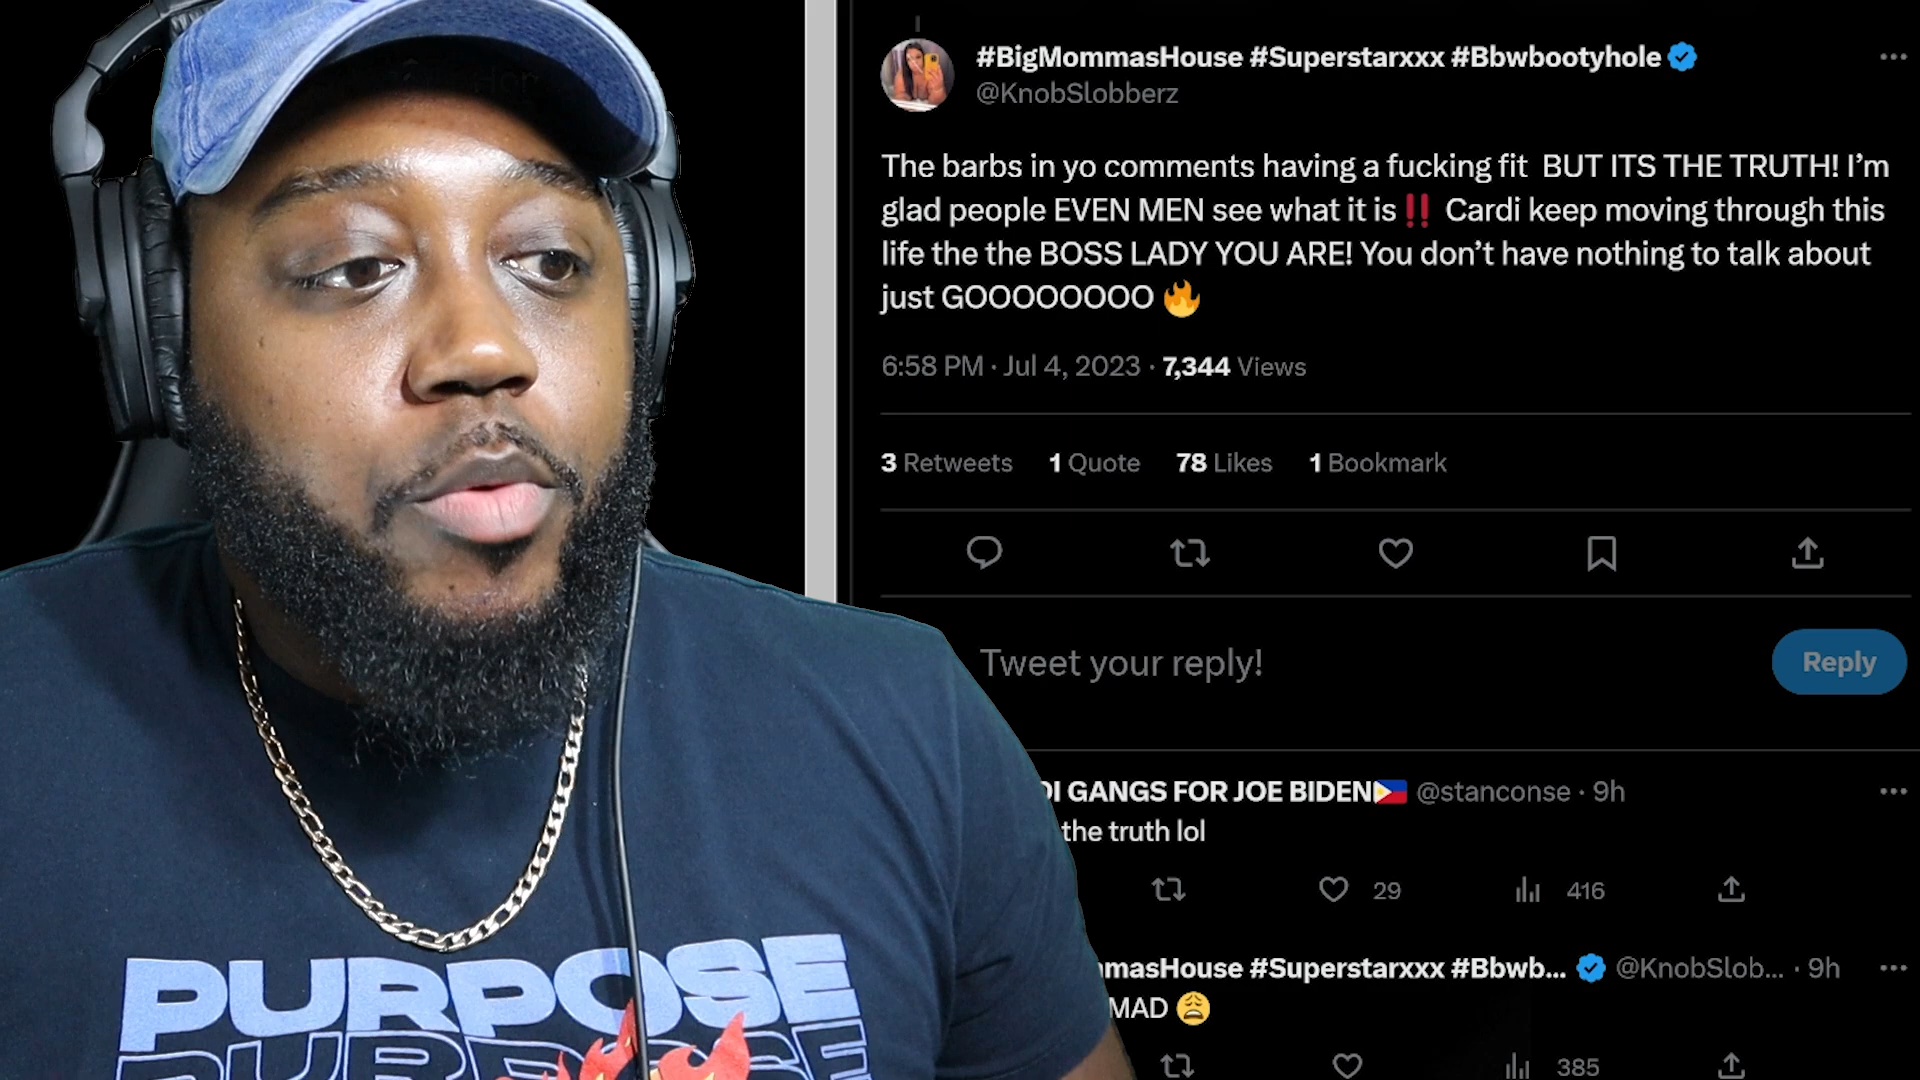 #BigMommasHouse #Superstarxxx #Bbwbootyhole
@KnobSlobberz
The barbs in yo comments having a fucking fit BUT ITS THE TRUTH! I’m
glad people EVEN MEN see what it is‼️ Cardi keep moving through this
life the the BOSS LADY YOU ARE! You don’t have nothing to talk about
just GOOOOOOOO 🔥
6:58 PM · Jul 4, 2023 · 7,344 Views
3 Retweets 1 Quote 78 Likes 1 Bookmark
Tweet your reply!
Reply
GANGS FOR JOE BIDEN🇵🇭 @stanconse · 9h
the truth lol
29 416
#Superstarxxx #Bbwb... @KnobSlob... · 9h
MAD 😩
385
PURPOSE
PURPOSE